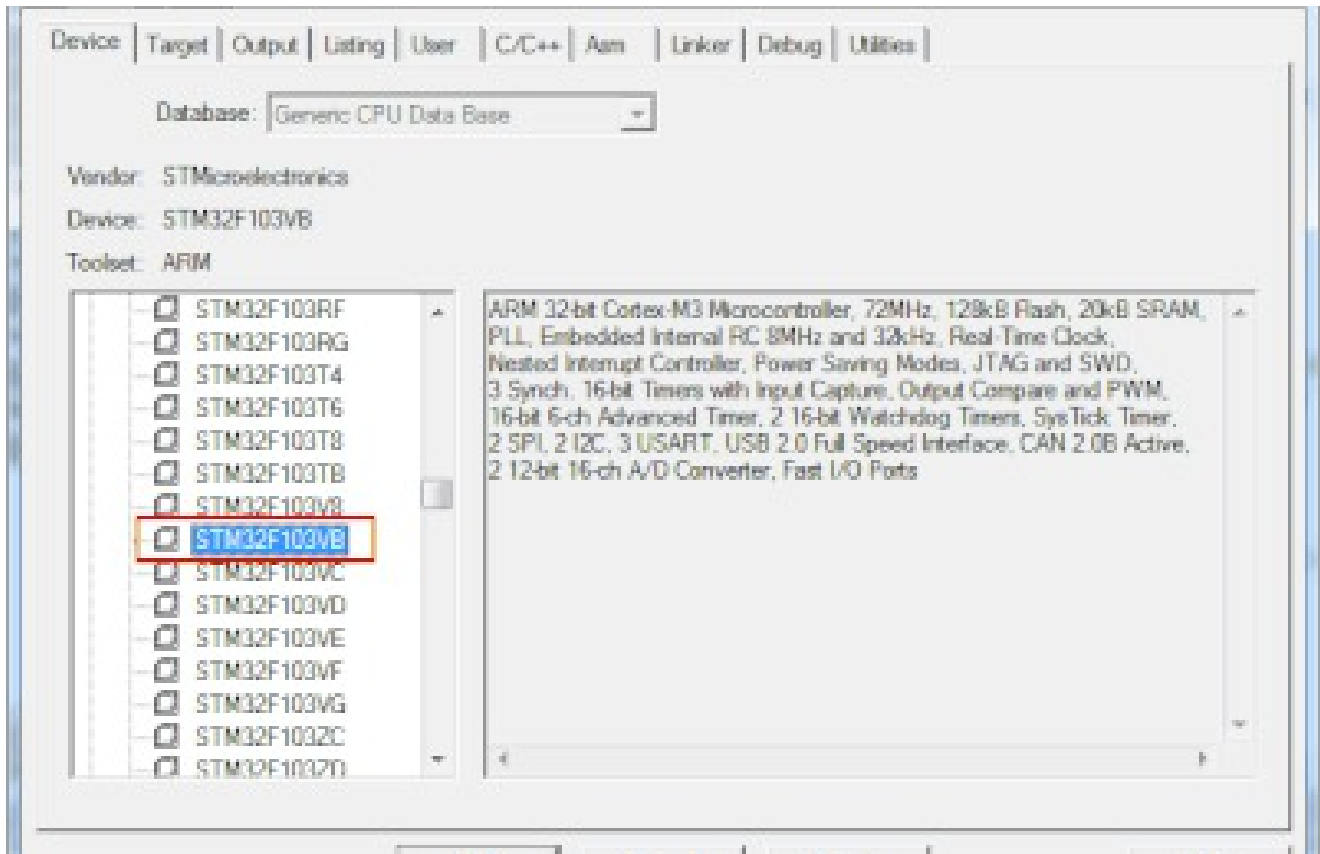 Device Target Output Listing User C/C++ Asm Linker Debug Utilities
Database: Generic CPU Data Base
Vendor: STMicroelectronics
Device: STM32F103VB
Toolset: ARM
STM32F103RF
STM32F103RG
STM32F103T4
STM32F103T6
STM32F103T8
STM32F103TB
STM32F103V8
STM32F103VB
STM32F103VC
STM32F103VD
STM32F103VE
STM32F103VF
STM32F103VG
STM32F103ZC
STM32F103ZD
ARM 32-bit Cortex-M3 Microcontroller, 72MHz, 128kB Flash, 20kB SRAM,
PLL, Embedded Internal RC 8MHz and 32kHz, Real-Time Clock,
Nested Interrupt Controller, Power Saving Modes, JTAG and SWD,
3 Synch. 16-bit Timers with Input Capture, Output Compare and PWM,
16-bit 6-ch Advanced Timer, 2 16-bit Watchdog Timers, SysTick Timer,
2 SPI, 2 I2C, 3 USART, USB 2.0 Full Speed Interface, CAN 2.0B Active,
2 12-bit 16-ch A/D Converter, Fast I/O Ports